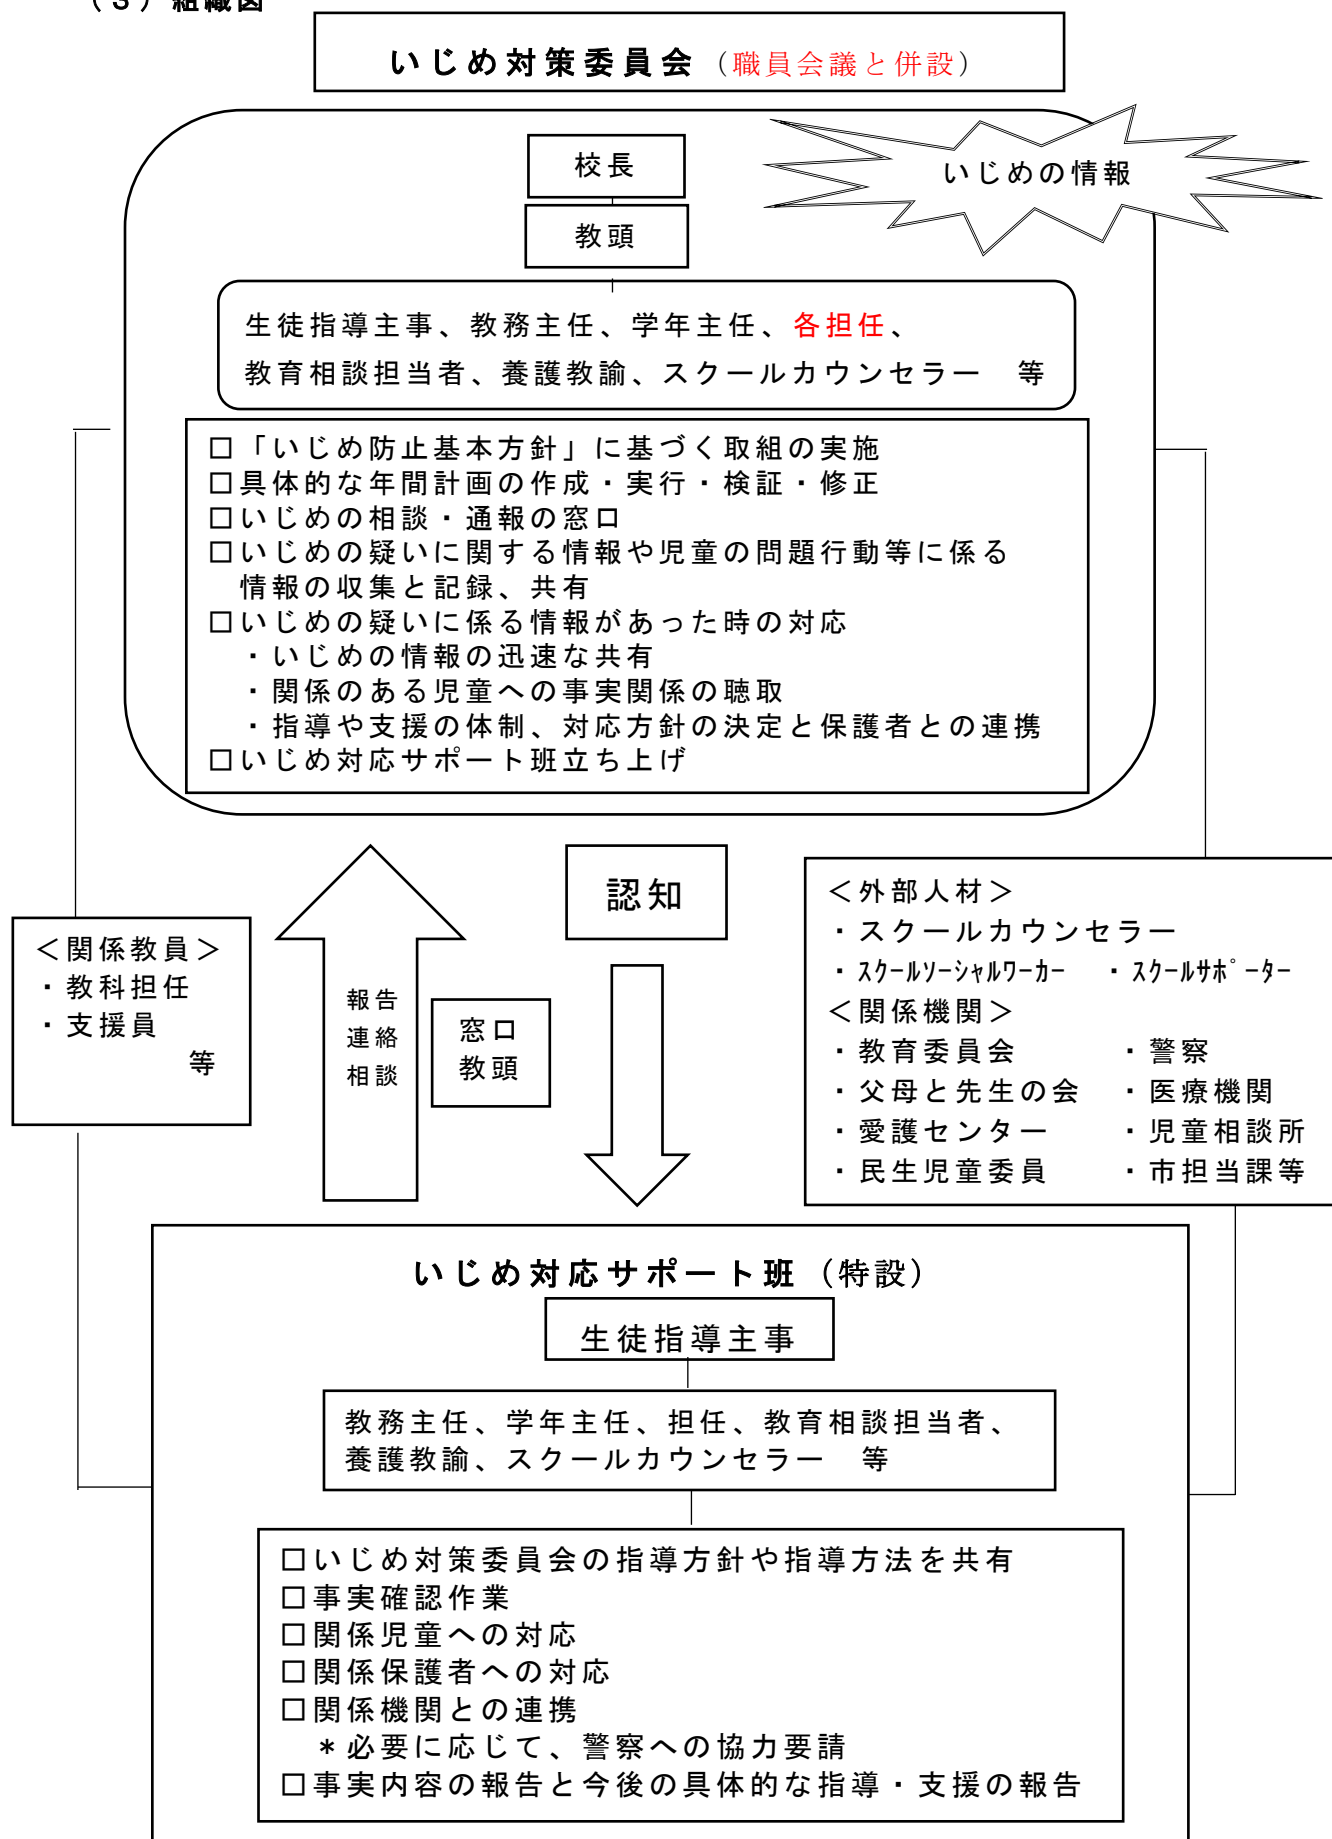 （３）組織図
いじめ対策委員会（職員会議と併設）
校長
いじめの情報
教頭
生徒指導主事、教務主任、学年主任、各担任、
教育相談担当者、養護教諭、スクールカウンセラー　等
□「いじめ防止基本方針」に基づく取組の実施
□具体的な年間計画の作成・実行・検証・修正
□いじめの相談・通報の窓口
□いじめの疑いに関する情報や児童の問題行動等に係る
情報の収集と記録、共有
□いじめの疑いに係る情報があった時の対応
・いじめの情報の迅速な共有
・関係のある児童への事実関係の聴取
・指導や支援の体制、対応方針の決定と保護者との連携
□いじめ対応サポート班立ち上げ
＜関係教員＞
・教科担任
・支援員
等
報告
連絡
相談
窓口
教頭
認知
＜外部人材＞
・スクールカウンセラー
・ｽｸｰﾙｿｰｼｬﾙﾜｰｶｰ　・ｽｸｰﾙｻﾎﾟｰﾀｰ
＜関係機関＞
・教育委員会　・警察
・父母と先生の会　・医療機関
・愛護センター　・児童相談所
・民生児童委員　・市担当課等
いじめ対応サポート班（特設）
生徒指導主事
教務主任、学年主任、担任、教育相談担当者、
養護教諭、スクールカウンセラー　等
□いじめ対策委員会の指導方針や指導方法を共有
□事実確認作業
□関係児童への対応
□関係保護者への対応
□関係機関との連携
＊必要に応じて、警察への協力要請
□事実内容の報告と今後の具体的な指導・支援の報告